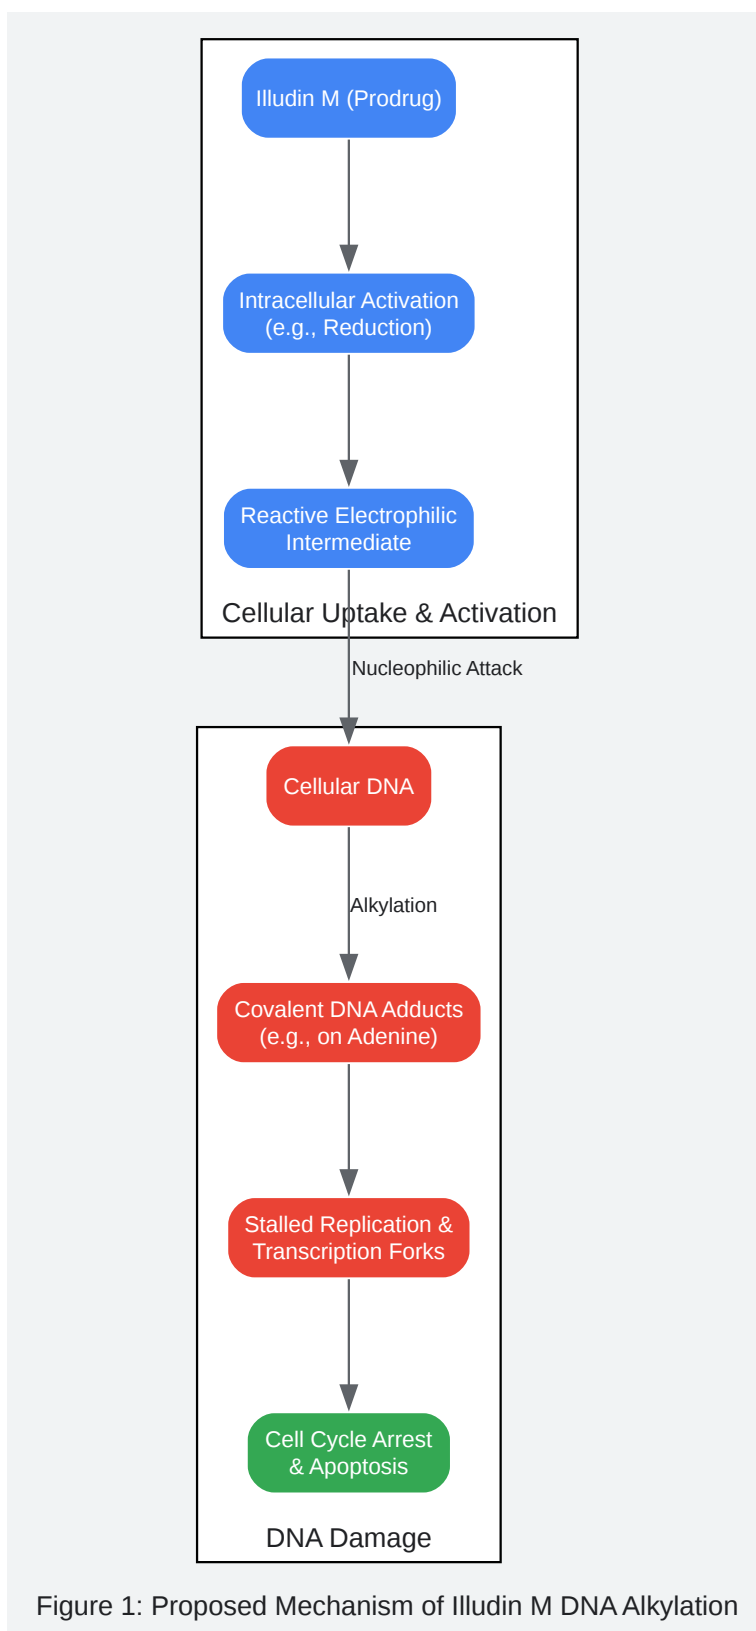 Illudin M (Prodrug)
Intracellular Activation
(e.g., Reduction)
Reactive Electrophilic
Intermediate
Cellular Uptake & Activation
Nucleophilic Attack
Cellular DNA
Alkylation
Covalent DNA Adducts
(e.g., on Adenine)
Stalled Replication &
Transcription Forks
Cell Cycle Arrest
& Apoptosis
DNA Damage
Figure 1: Proposed Mechanism of Illudin M DNA Alkylation